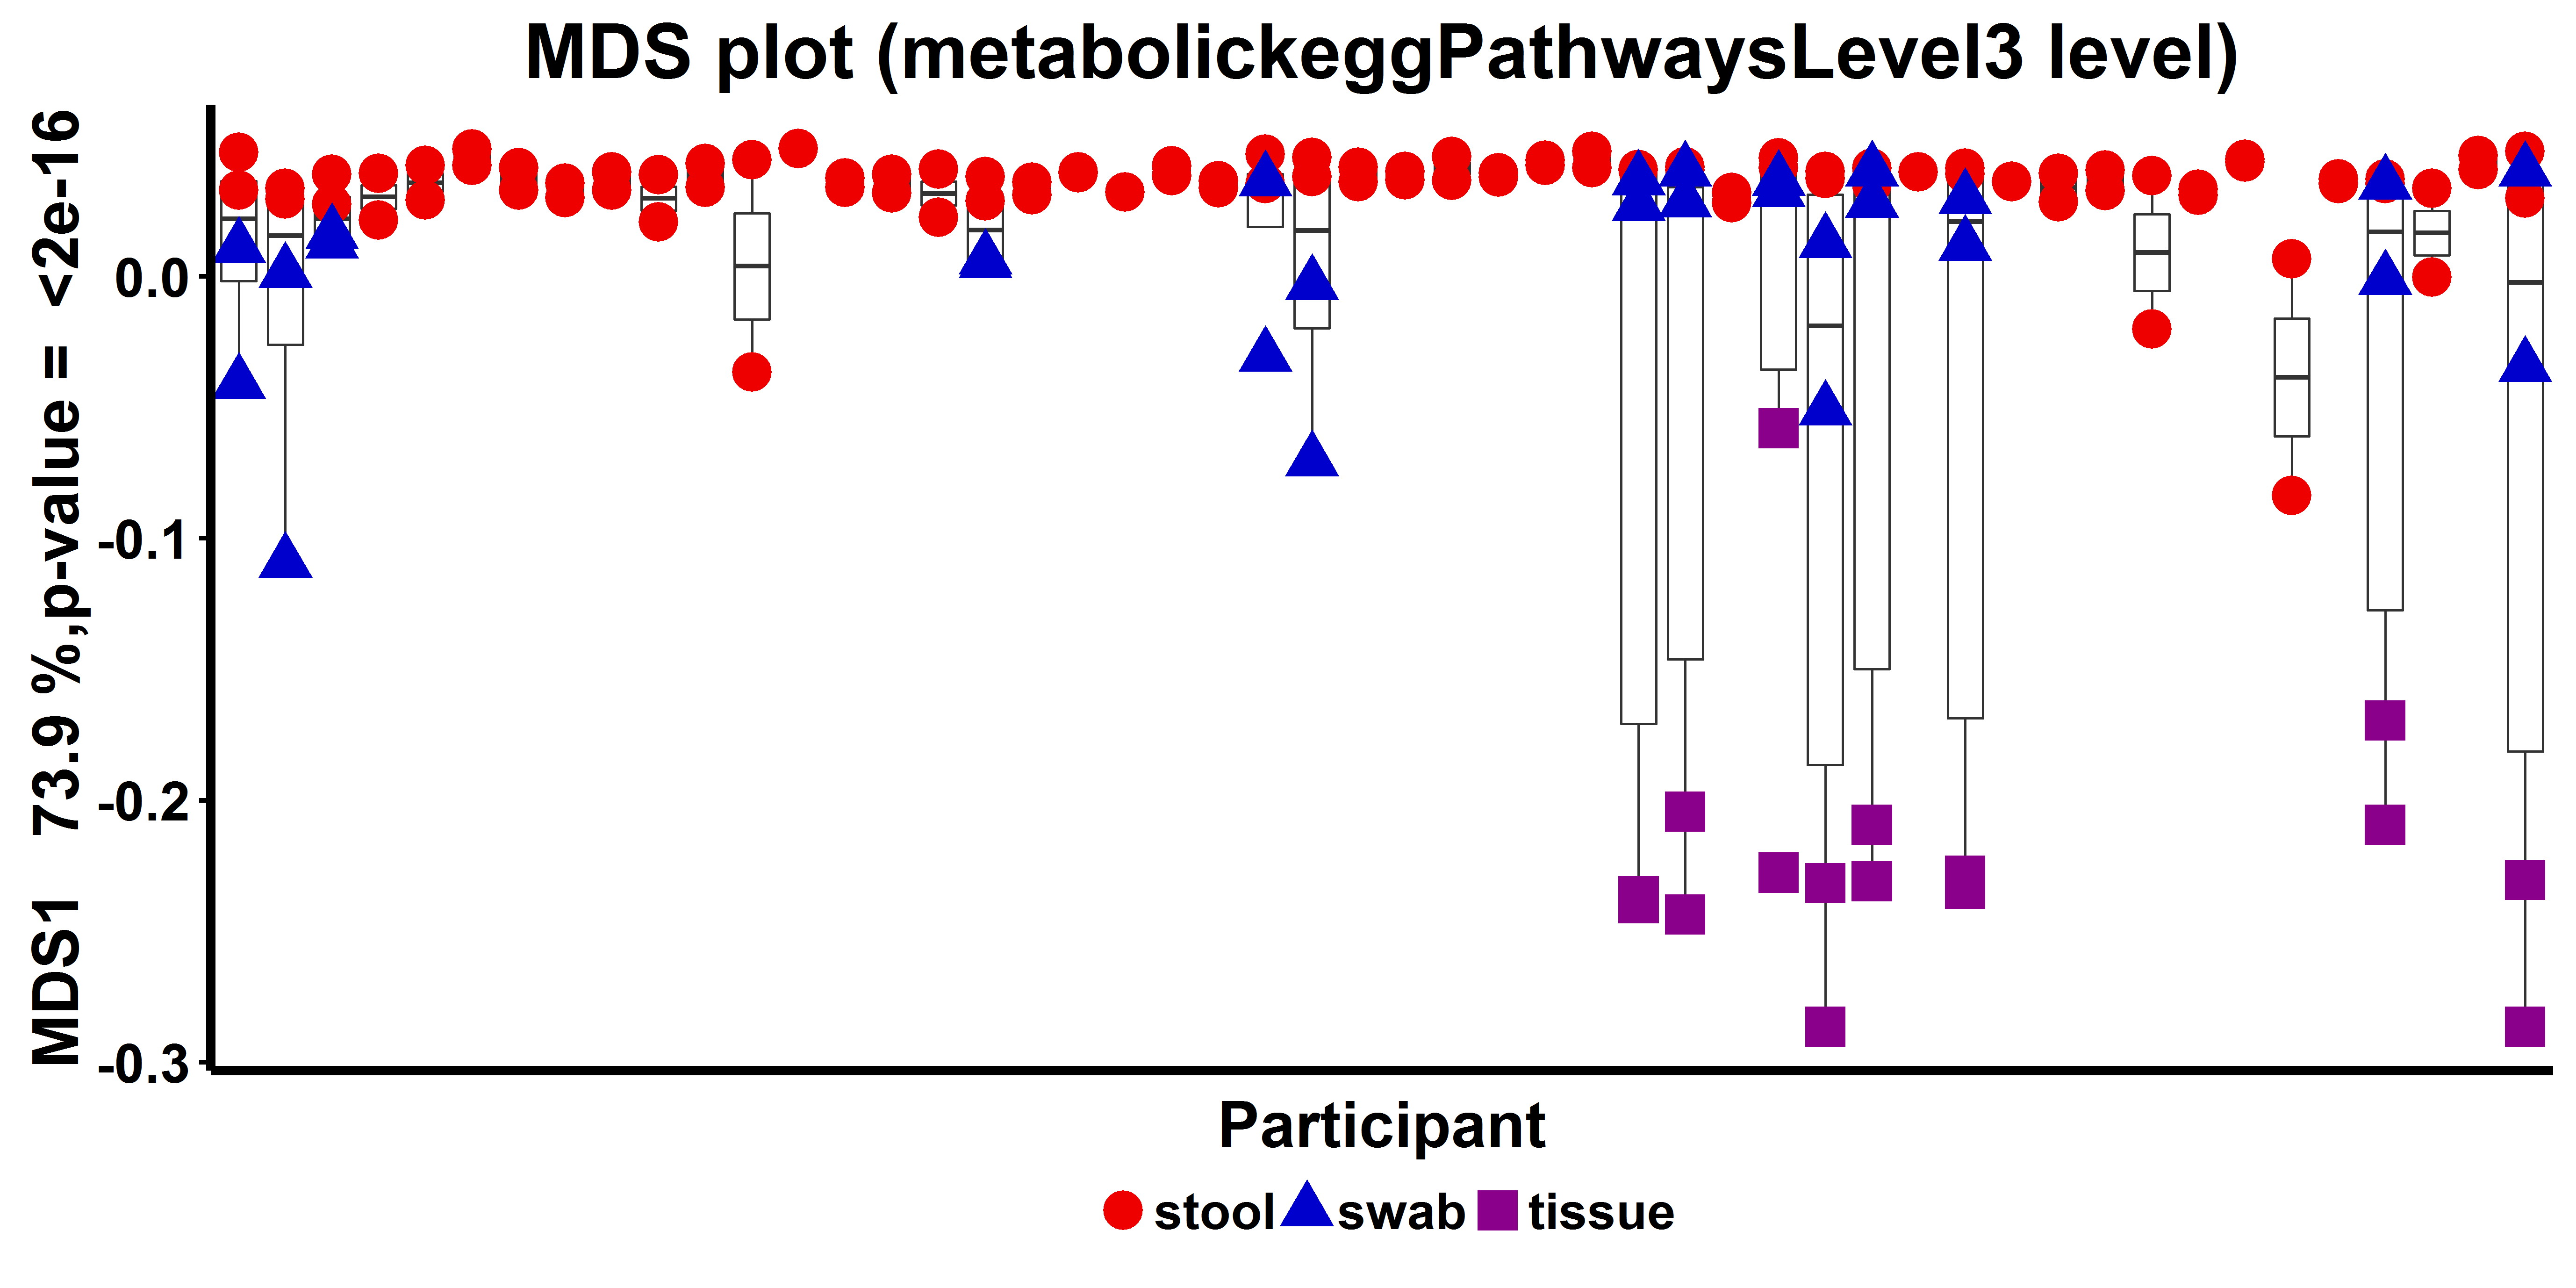 MDS plot (metabolickeggPathwaysLevel3 level)
MDS1 73.9 %,p-value = <2e-16
0.0
-0.1
-0.2
-0.3
Participant
stool swab tissue